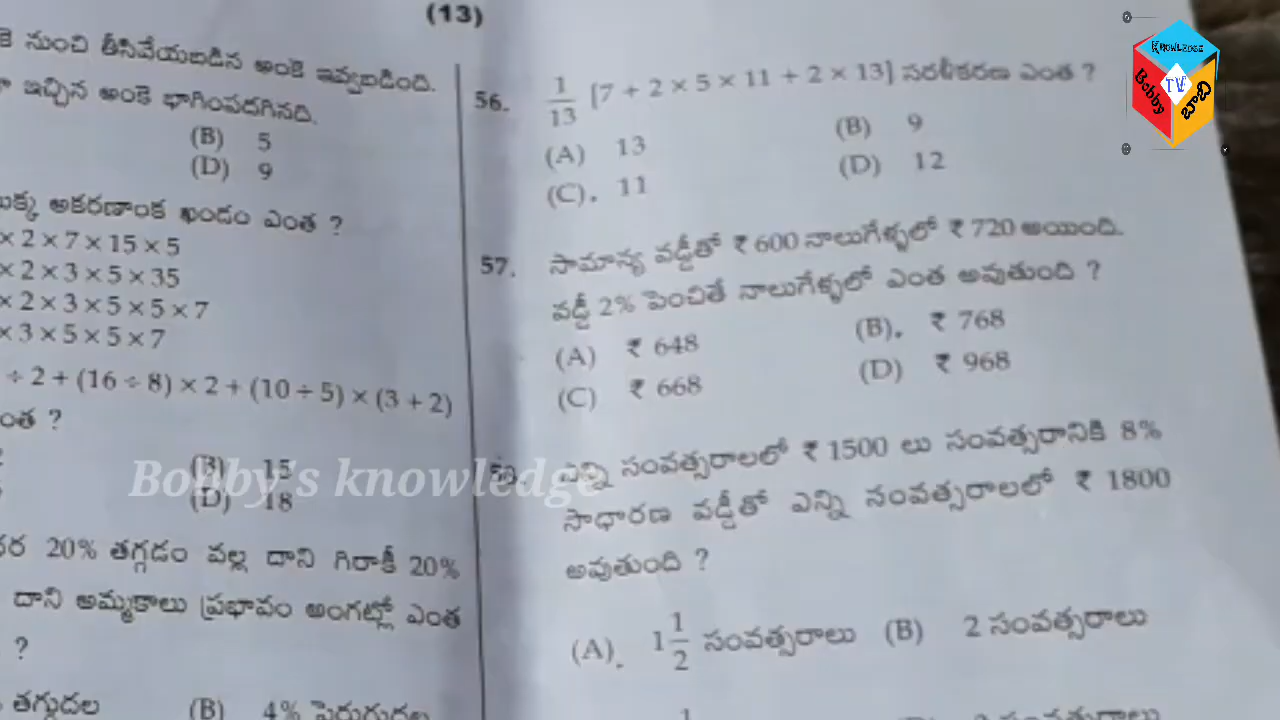 (13)
నుంచి తీసివేయబడిన అంకె ఇవ్వబడింది.
ఇచ్చిన అంకె భాగింపదగినది.
(B) 5
(D) 9
అకరణాంక ఖండం ఎంత ?
× 2 × 7 × 15 × 5
× 2 × 3 × 5 × 35
× 2 × 3 × 5 × 5 × 7
× 3 × 5 × 5 × 7
÷ 2 + (16 ÷ 8) × 2 + (10 ÷ 5) × (3 + 2)
?
(B) 15
(D) 18
20% తగ్గడం వల్ల దాని గిరాకీ 20%
దాని అమ్మకాలు ప్రభావం అంగట్లో ఎంత
?
తగ్గుదల
(B) 4% పెరుగుదల
56. 1/13 [7 + 2 × 5 × 11 + 2 × 13] సరళీకరణ ఎంత ?
(A) 13 (B) 9
(C). 11 (D) 12
57. సామాన్య వడ్డీతో ₹ 600 నాలుగేళ్ళలో ₹ 720 అయింది.
వడ్డీ 2% పెంచితే నాలుగేళ్ళలో ఎంత అవుతుంది ?
(A) ₹ 648 (B). ₹ 768
(C) ₹ 668 (D) ₹ 968
ఎన్ని సంవత్సరాలలో ₹ 1500 లు సంవత్సరానికి 8%
సాధారణ వడ్డీతో ఎన్ని సంవత్సరాలలో ₹ 1800
అవుతుంది ?
(A). 1 1/2 సంవత్సరాలు (B) 2 సంవత్సరాలు
Bobby's knowledge
KNOWLEDGE
Bobby
TV
బాబి